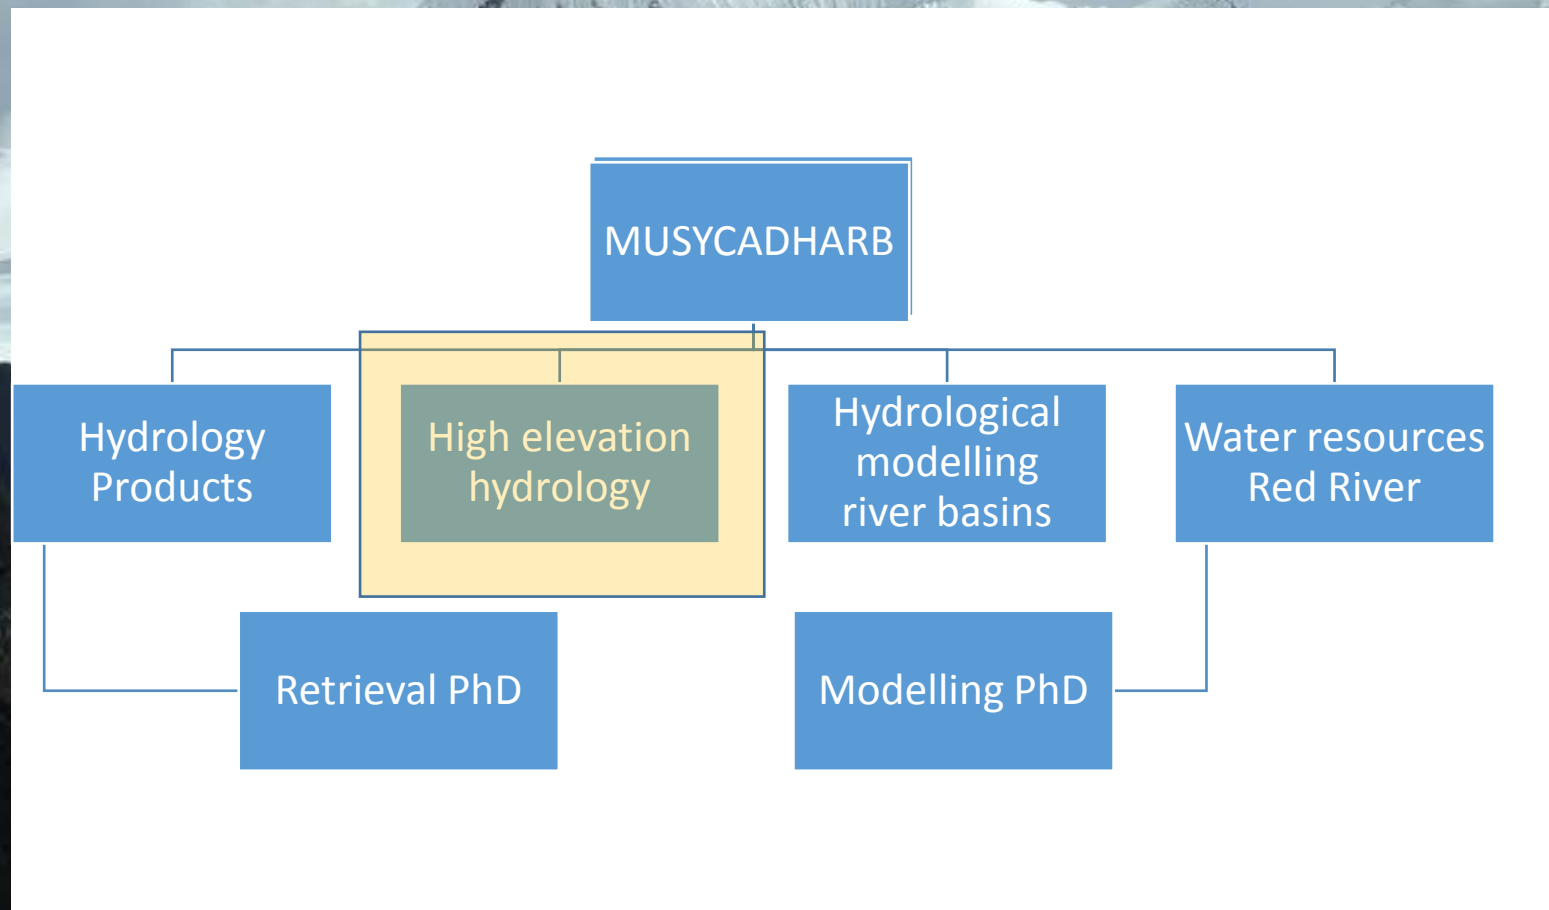 MUSYCADHARB
Hydrology
Products
High elevation
hydrology
Hydrological
modelling
river basins
Water resources
Red River
Retrieval PhD
Modelling PhD